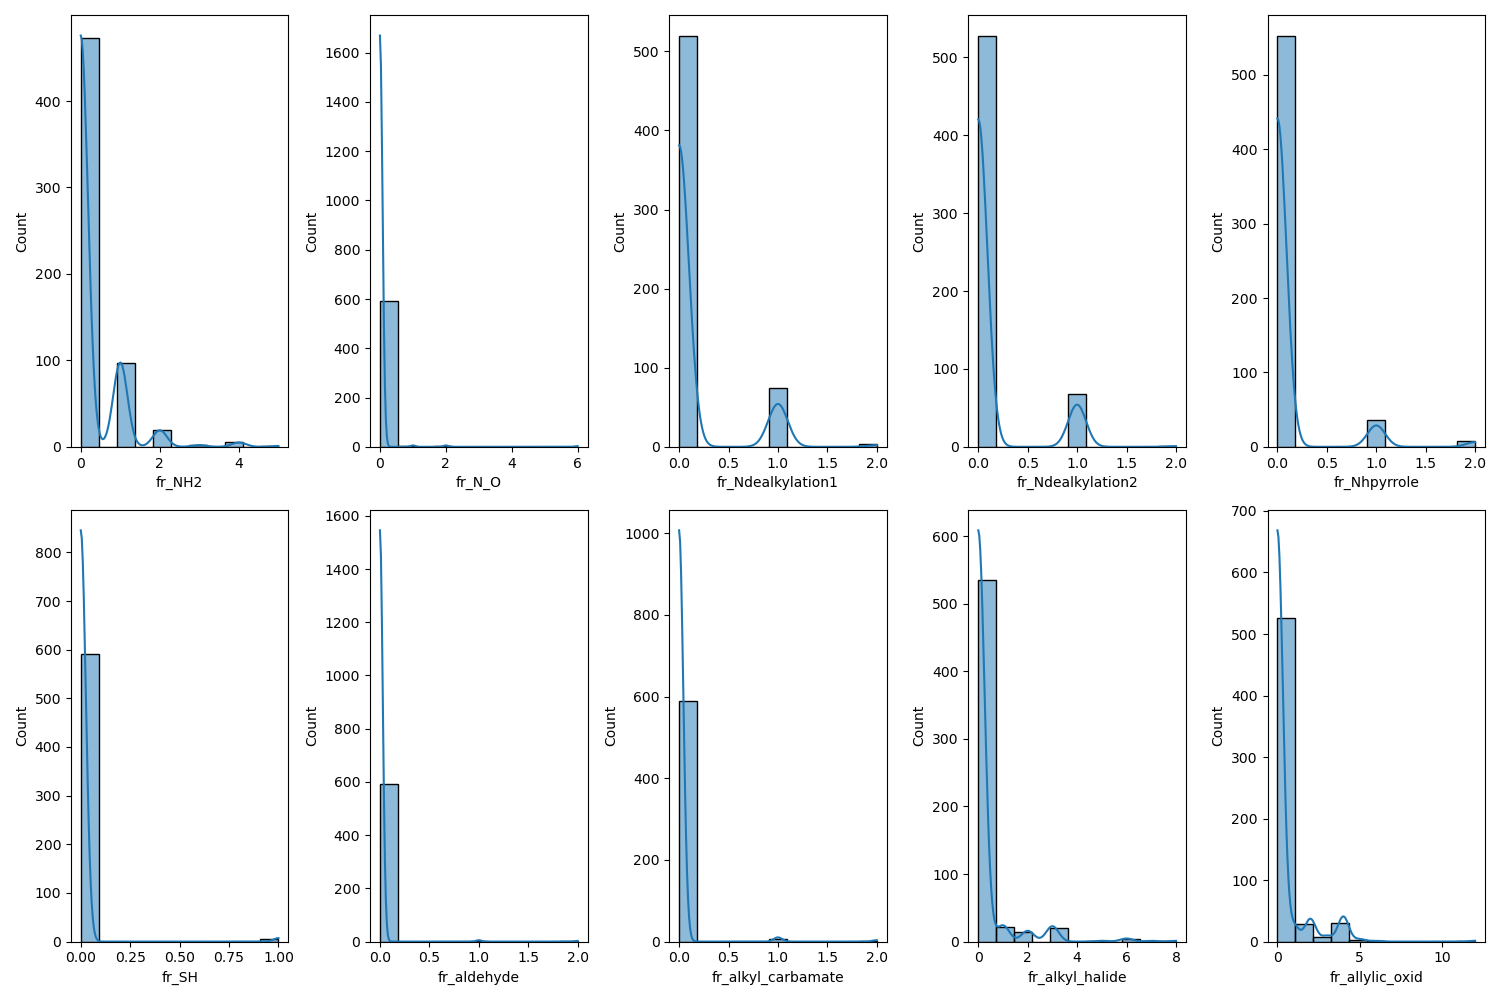 400
300
200
100
0
Count
0 2 4
fr_NH2
1600
1400
1200
1000
800
600
400
200
0
Count
0 2 4 6
fr_N_O
500
400
300
200
100
0
Count
0.0 0.5 1.0 1.5 2.0
fr_Ndealkylation1
500
400
300
200
100
0
Count
0.0 0.5 1.0 1.5 2.0
fr_Ndealkylation2
500
400
300
200
100
0
Count
0.0 0.5 1.0 1.5 2.0
fr_Nhpyrrole
800
700
600
500
400
300
200
100
0
Count
0.00 0.25 0.50 0.75 1.00
fr_SH
1600
1400
1200
1000
800
600
400
200
0
Count
0.0 0.5 1.0 1.5 2.0
fr_aldehyde
1000
800
600
400
200
0
Count
0.0 0.5 1.0 1.5 2.0
fr_alkyl_carbamate
600
500
400
300
200
100
0
Count
0 2 4 6 8
fr_alkyl_halide
700
600
500
400
300
200
100
0
Count
0 5 10
fr_allylic_oxid